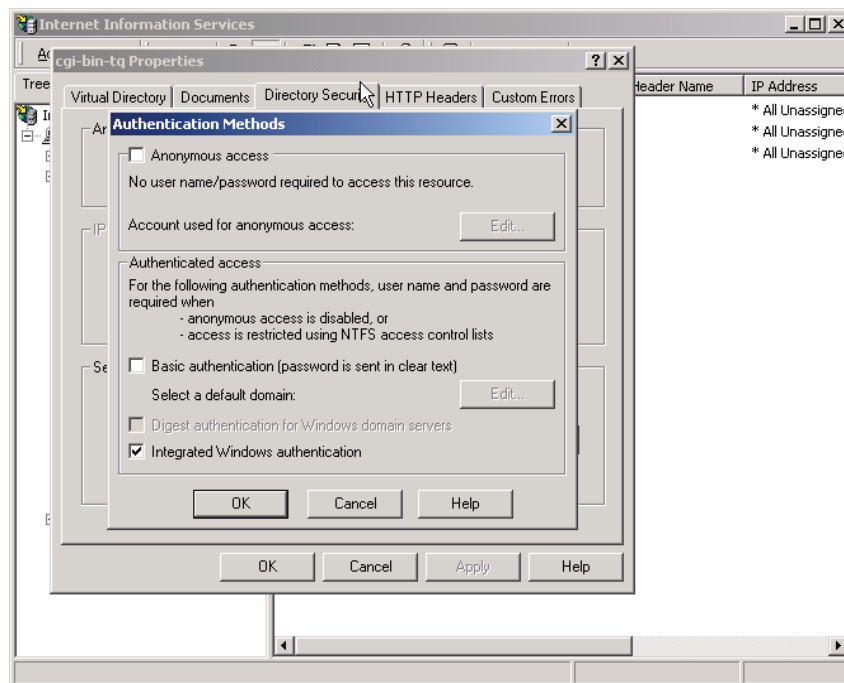 Internet Information Services
cgi-bin-tq Properties
Tree
Header Name
IP Address
Virtual Directory
Documents
Directory Securi
HTTP Headers
Custom Errors
* All Unassigne
* All Unassigne
* All Unassigne
Authentication Methods
Anonymous access
No user name/password required to access this resource.
Account used for anonymous access:
Edit...
IP
Authenticated access
For the following authentication methods, user name and password are
required when
- anonymous access is disabled, or
- access is restricted using NTFS access control lists
Se
Basic authentication (password is sent in clear text)
Select a default domain:
Edit...
Digest authentication for Windows domain servers
Integrated Windows authentication
OK
Cancel
Help
OK
Cancel
Apply
Help